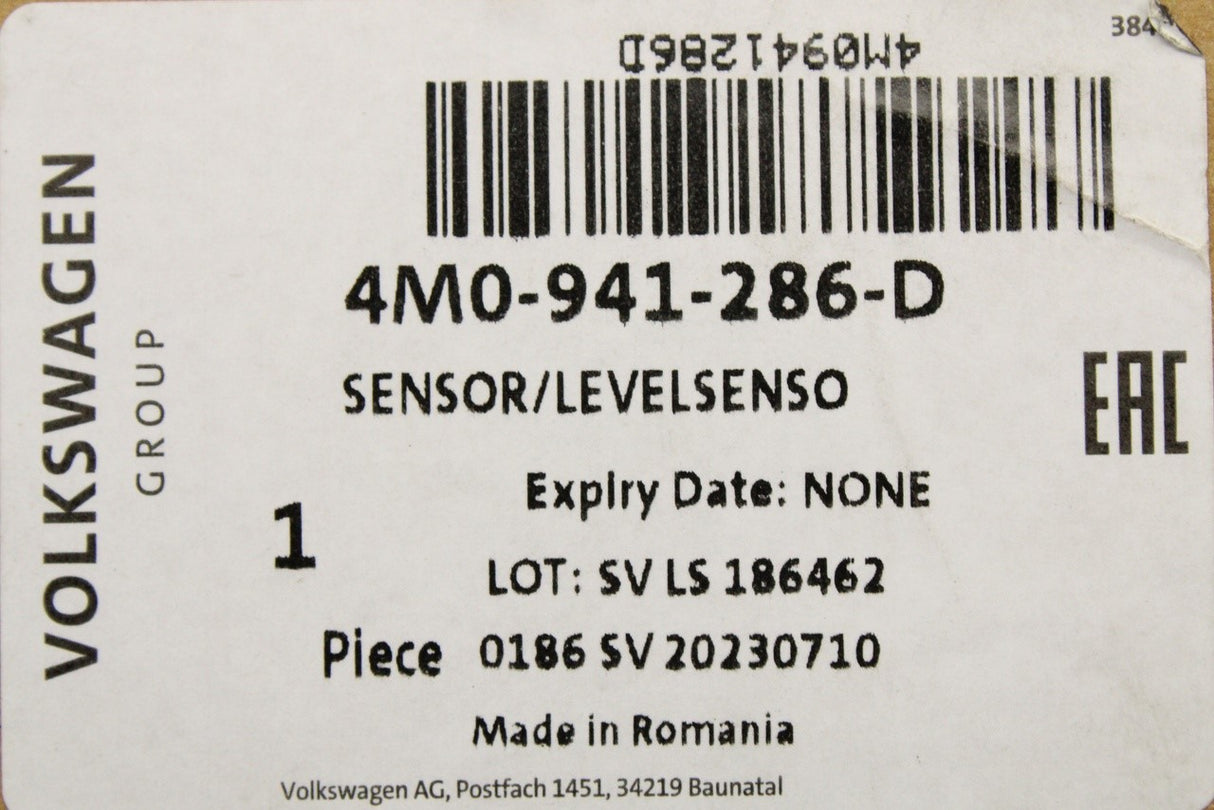 384
4M0941286D
4M0-941-286-D
SENSOR/LEVELSENSO
EAC
Expiry Date: NONE
1
LOT: SV LS 186462
Piece 0186 SV 20230710
Made in Romania
Volkswagen AG, Postfach 1451, 34219 Baunatal
VOLKSWAGEN
GROUP